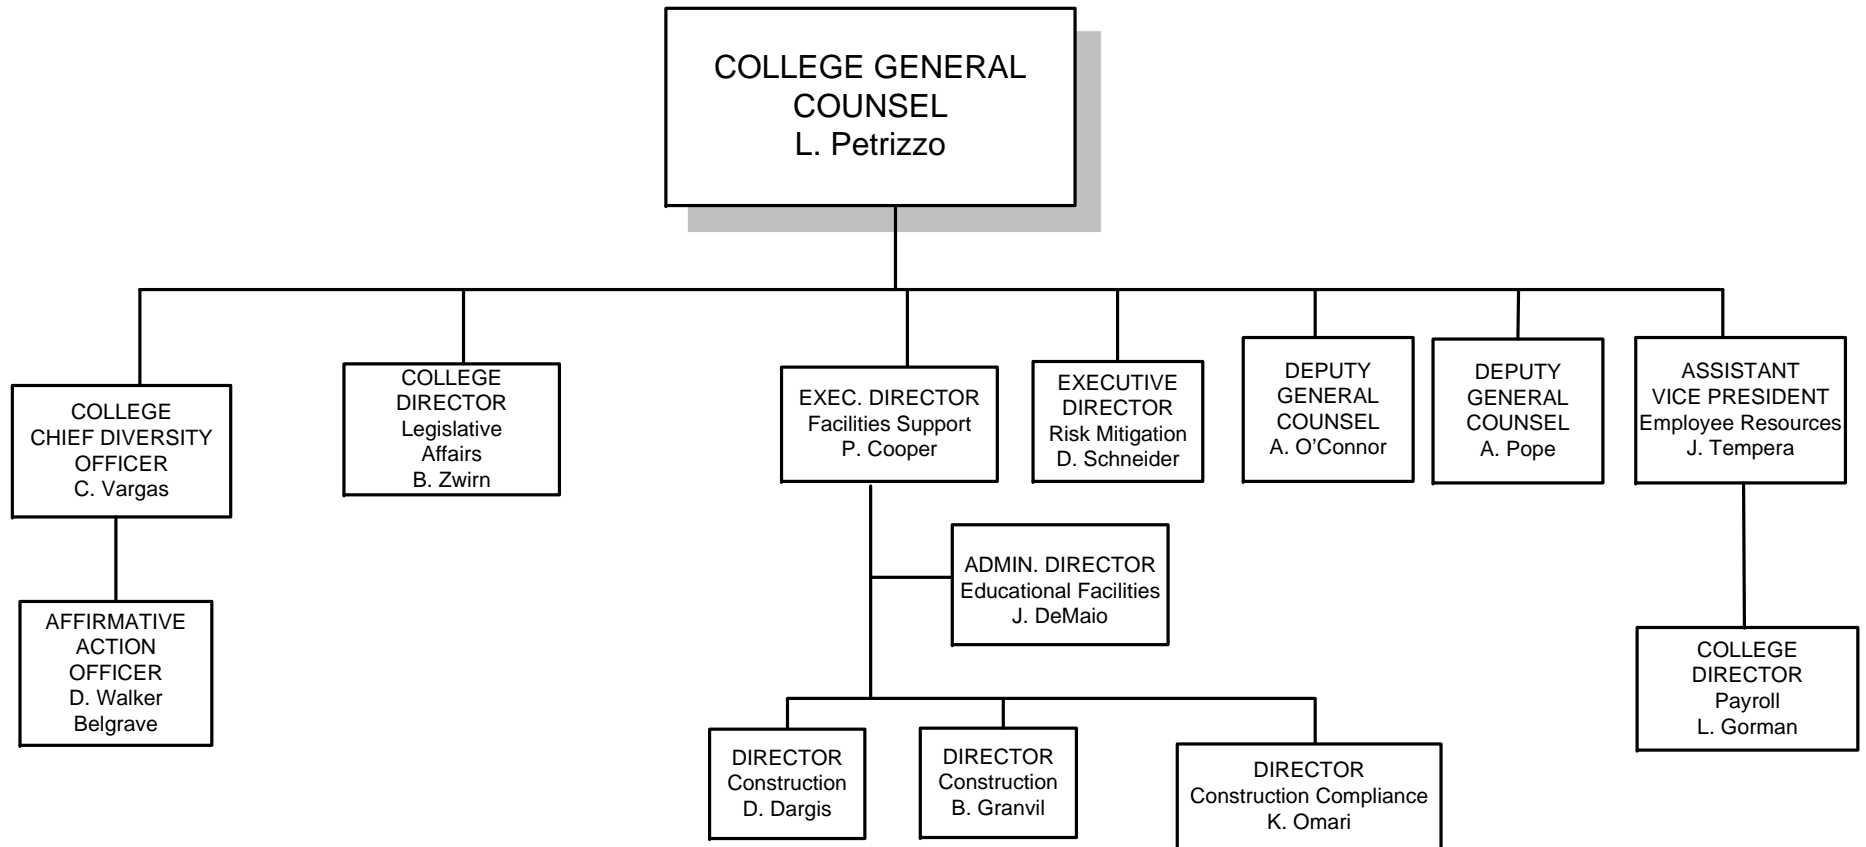 COLLEGE GENERAL
COUNSEL
L. Petrizzo
COLLEGE
CHIEF DIVERSITY
OFFICER
C. Vargas
COLLEGE
DIRECTOR
Legislative
Affairs
B. Zwirn
EXEC. DIRECTOR
Facilities Support
P. Cooper
EXECUTIVE
DIRECTOR
Risk Mitigation
D. Schneider
DEPUTY
GENERAL
COUNSEL
A. O’Connor
DEPUTY
GENERAL
COUNSEL
A. Pope
ASSISTANT
VICE PRESIDENT
Employee Resources
J. Tempera
ADMIN. DIRECTOR
Educational Facilities
J. DeMaio
AFFIRMATIVE
ACTION
OFFICER
D. Walker
Belgrave
COLLEGE
DIRECTOR
Payroll
L. Gorman
DIRECTOR
Construction
D. Dargis
DIRECTOR
Construction
B. Granvil
DIRECTOR
Construction Compliance
K. Omari